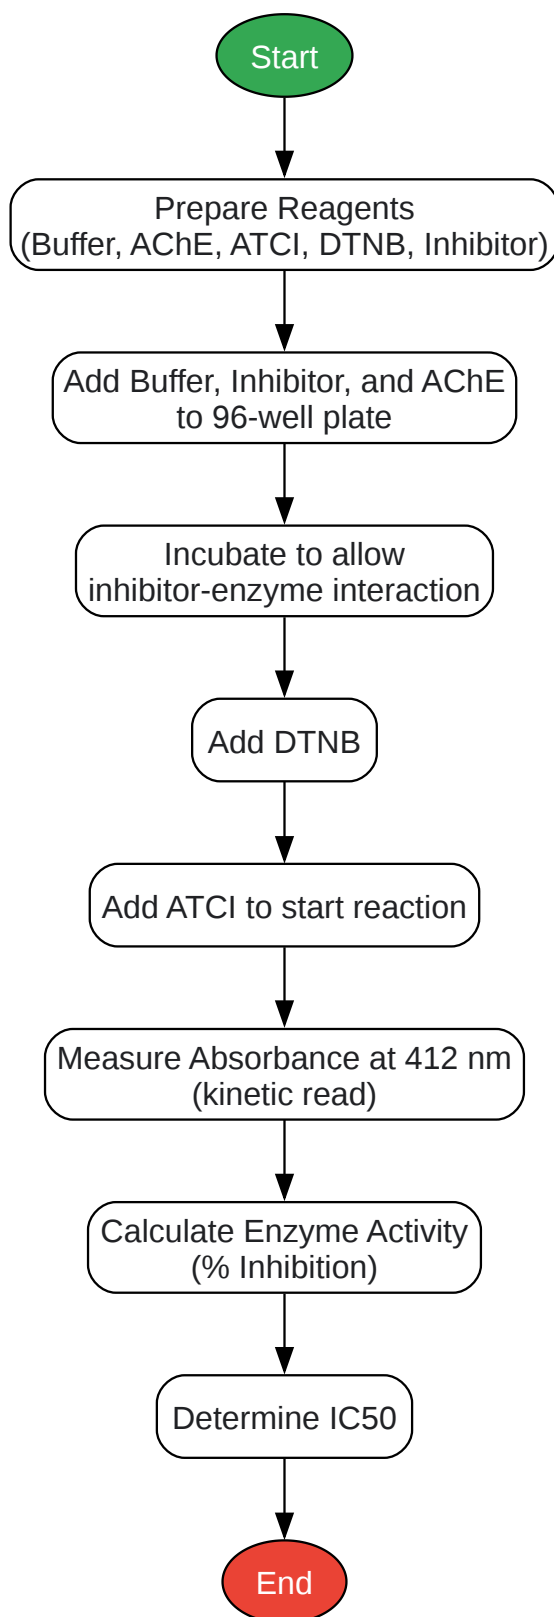 Start
Prepare Reagents
(Buffer, AChE, ATCI, DTNB, Inhibitor)
Add Buffer, Inhibitor, and AChE
to 96-well plate
Incubate to allow
inhibitor-enzyme interaction
Add DTNB
Add ATCI to start reaction
Measure Absorbance at 412 nm
(kinetic read)
Calculate Enzyme Activity
(% Inhibition)
Determine IC50
End